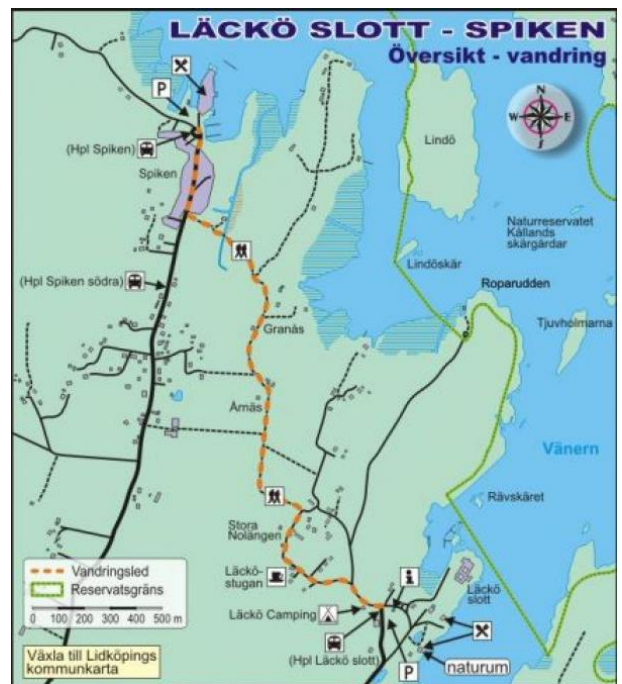 LÄCKÖ SLOTT - SPIKEN
Översikt - vandring
N
W
E
S
P
(Hpl Spiken)
Spiken
Lindö
Naturreservatet
Kållands
skärgårdar
Lindöskär
(Hpl Spiken södra)
Roparudden
Granäs
Tjuvholmarna
Årnäs
Vänern
Rävskäret
Stora
Nolängen
Vandringsled
Reservatsgräns
0 100 200 300 400 500 m
Läckö-
stugan
i
Läckö
slott
Läckö Camping
(Hpl Läckö slott)
P
naturum
Växla till Lidköpings
kommunkarta